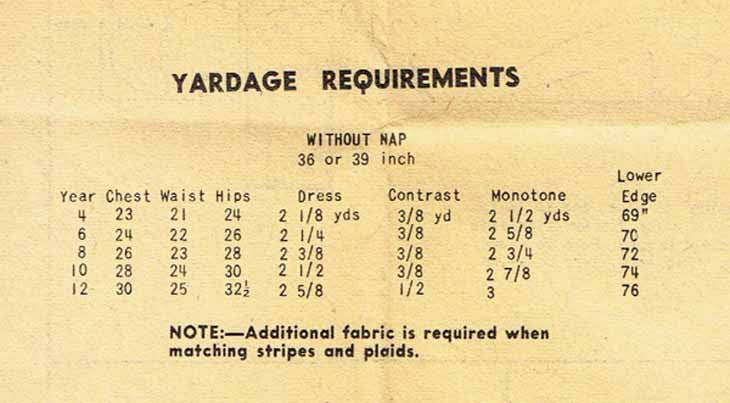 YARDAGE REQUIREMENTS
WITHOUT NAP
36 or 39 inch
Lower
Year Chest Waist Hips Dress Contrast Monotone Edge
4 23 21 24 2 1/8 yds 3/8 yd 2 1/2 yds 69"
6 24 22 26 2 1/4 3/8 2 5/8 70
8 26 23 28 2 3/8 3/8 2 3/4 72
10 28 24 30 2 1/2 3/8 2 7/8 74
12 30 25 32½ 2 5/8 1/2 3 76
NOTE:—Additional fabric is required when
matching stripes and plaids.